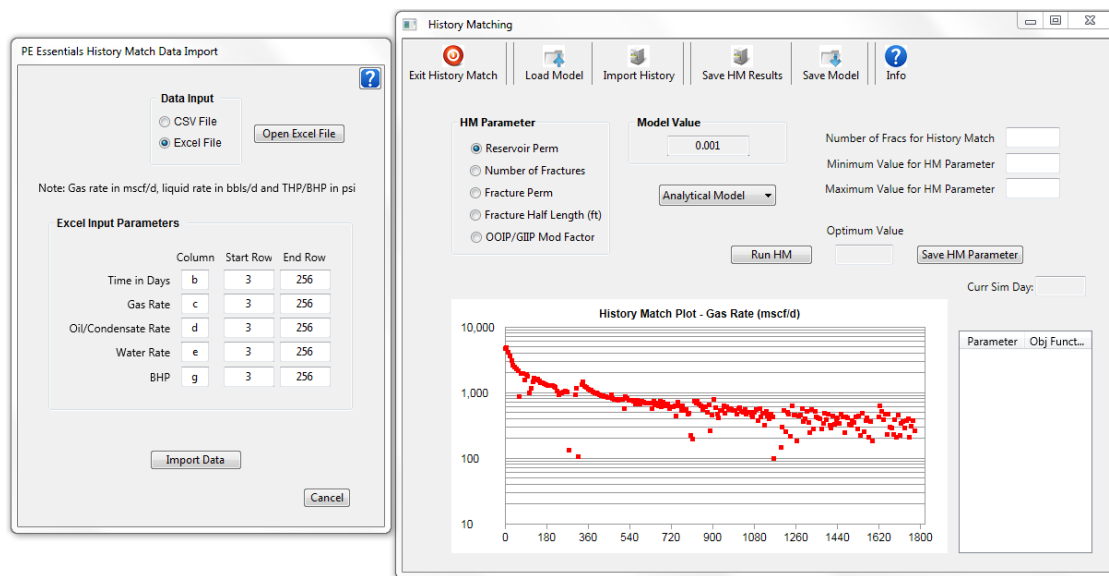 PE Essentials History Match Data Import
Data Input
CSV File
Excel File
Open Excel File
Note: Gas rate in mscf/d, liquid rate in bbls/d and THP/BHP in psi
Excel Input Parameters
Column Start Row End Row
Time in Days b 3 256
Gas Rate c 3 256
Oil/Condensate Rate d 3 256
Water Rate e 3 256
BHP g 3 256
Import Data
Cancel
History Matching
Exit History Match Load Model Import History Save HM Results Save Model Info
HM Parameter
Reservoir Perm
Number of Fractures
Fracture Perm
Fracture Half Length (ft)
OOIP/GIIP Mod Factor
Model Value
0.001
Analytical Model
Number of Fracs for History Match
Minimum Value for HM Parameter
Maximum Value for HM Parameter
Optimum Value
Run HM
Save HM Parameter
Curr Sim Day:
History Match Plot - Gas Rate (mscf/d)
10,000
1,000
100
10
0 180 360 540 720 900 1080 1260 1440 1620 1800
Parameter Obj Funct...